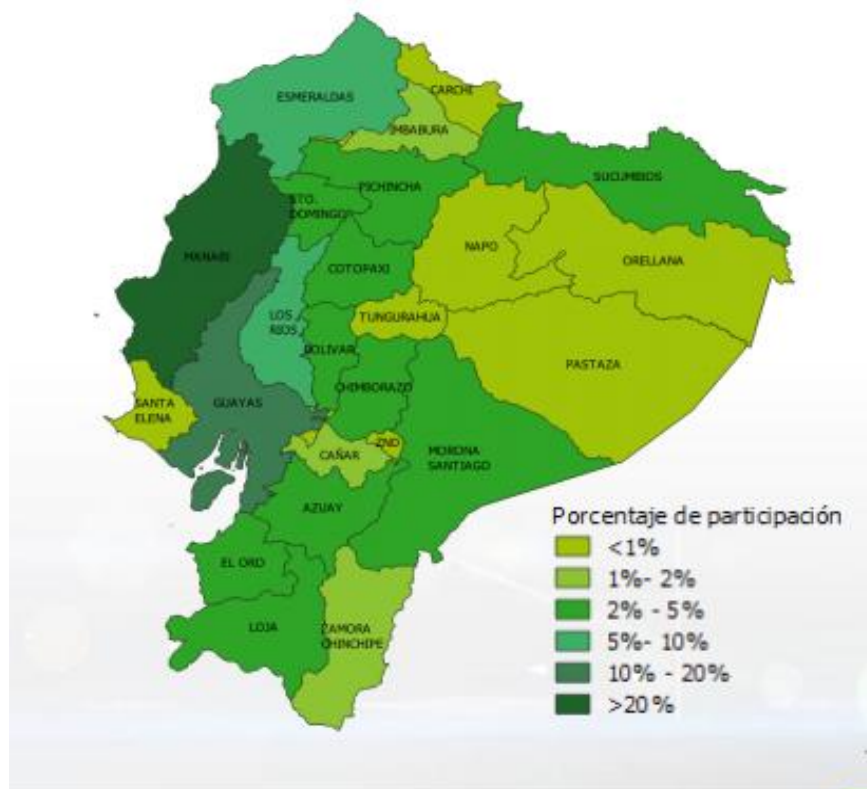 CARCHI
ESMERALDAS
IMBABURA
SUCUMBIOS
PICHINCHA
STO.
DOMINGO
NAPO
MANABI
ORELLANA
COTOPAXI
LOS
RIOS
TUNGURAHUA
BOLIVAR
PASTAZA
CHIMBORAZO
SANTA
ELENA
GUAYAS
ZND
MORONA
SANTIAGO
CAÑAR
AZUAY
EL ORO
LOJA
ZAMORA
CHINCHIPE
Porcentaje de participación
<1%
1%- 2%
2% - 5%
5%- 10%
10% - 20%
>20%